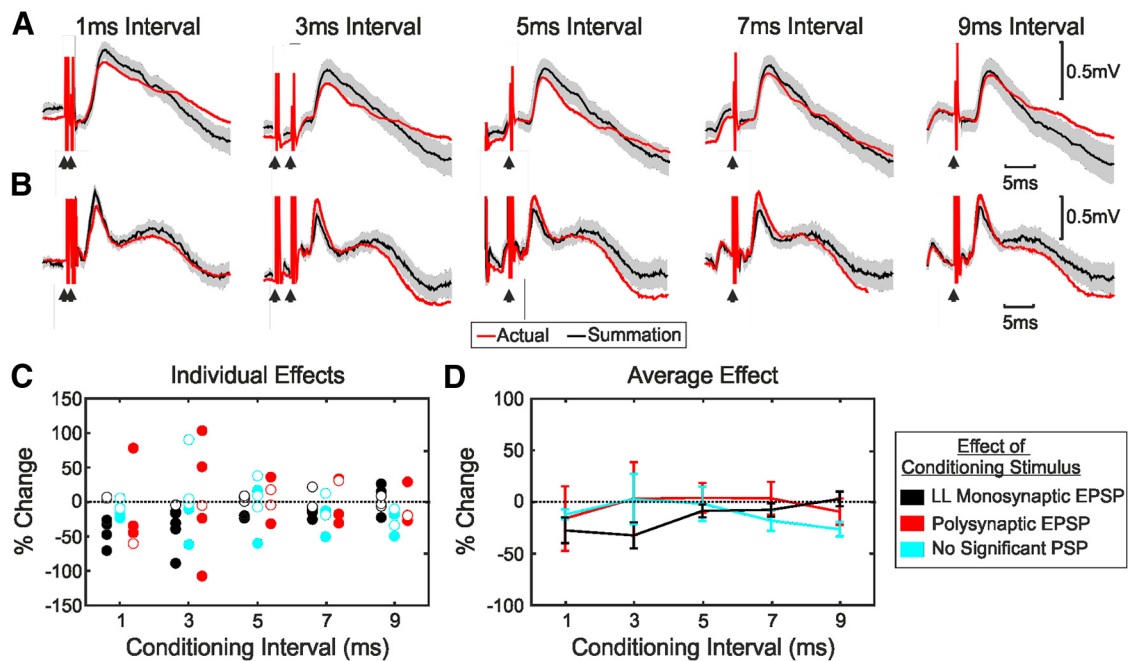 A
1ms Interval 3ms Interval 5ms Interval 7ms Interval 9ms Interval
0.5mV
5ms
B
0.5mV
5ms
Actual Summation
C Individual Effects
% Change
150
100
50
0
-50
-100
-150
1 3 5 7 9
Conditioning Interval (ms)
D Average Effect
% Change
100
50
0
-50
-100
1 3 5 7 9
Conditioning Interval (ms)
Effect of
Conditioning Stimulus
LL Monosynaptic EPSP
Polysynaptic EPSP
No Significant PSP